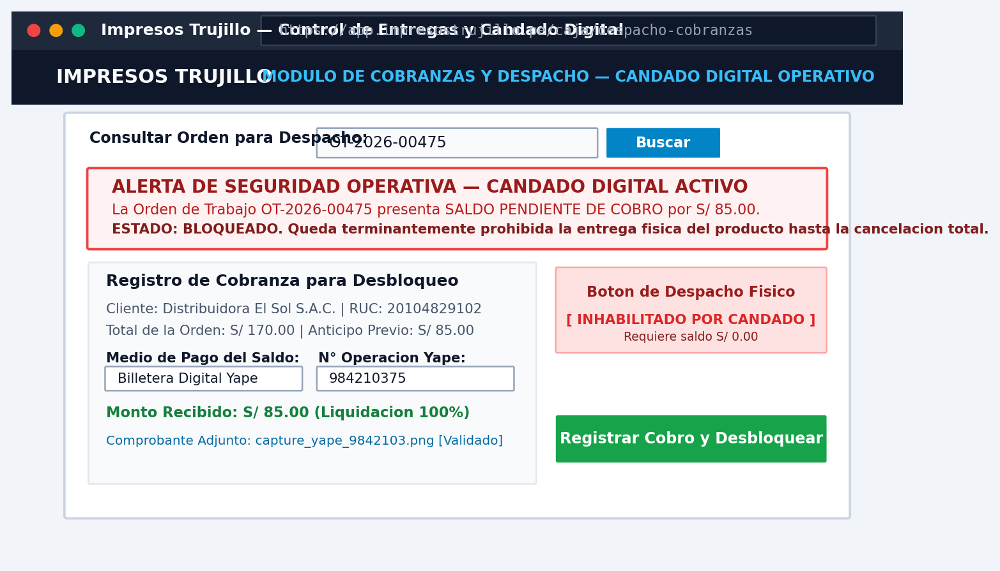 Impresos Trujillo — Control de Entregas y Candado Digital
https://app.impresostrujillo.pe/caja/despacho-cobranzas
IMPRESOS TRUJILLO
MODULO DE COBRANZAS Y DESPACHO — CANDADO DIGITAL OPERATIVO
Consultar Orden para Despacho:
OT-2026-00475
Buscar
ALERTA DE SEGURIDAD OPERATIVA — CANDADO DIGITAL ACTIVO
La Orden de Trabajo OT-2026-00475 presenta SALDO PENDIENTE DE COBRO por S/ 85.00.
ESTADO: BLOQUEADO. Queda terminantemente prohibida la entrega fisica del producto hasta la cancelacion total.
Registro de Cobranza para Desbloqueo
Cliente: Distribuidora El Sol S.A.C. | RUC: 20104829102
Total de la Orden: S/ 170.00 | Anticipo Previo: S/ 85.00
Medio de Pago del Saldo:
N° Operacion Yape:
Billetera Digital Yape
984210375
Monto Recibido: S/ 85.00 (Liquidacion 100%)
Comprobante Adjunto: capture_yape_9842103.png [Validado]
Boton de Despacho Fisico
[ INHABILITADO POR CANDADO ]
Requiere saldo S/ 0.00
Registrar Cobro y Desbloquear